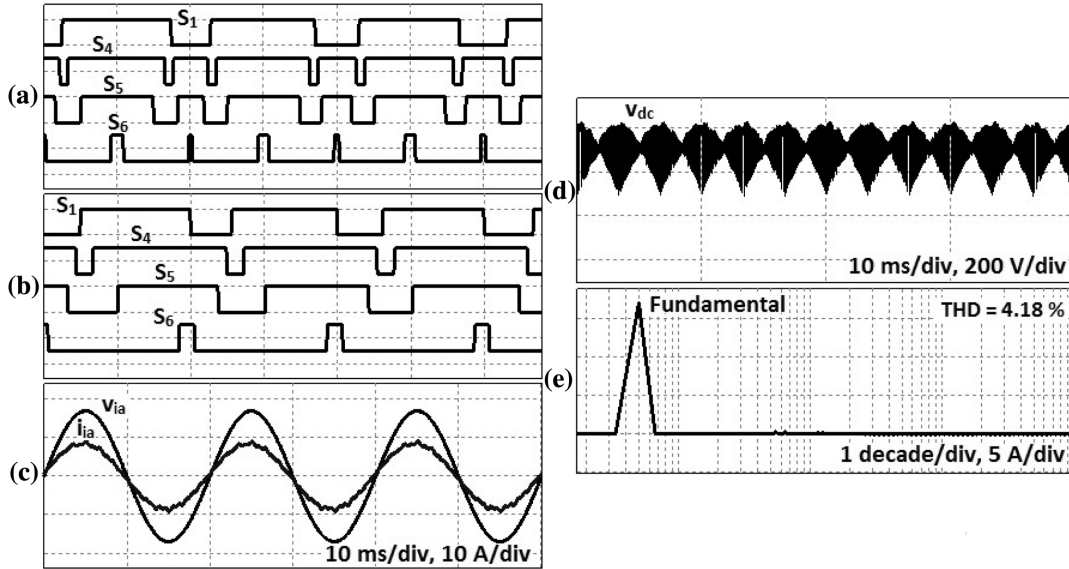 (a)
S1
S4
S5
S6
(b)
S1
S4
S5
S6
(c)
via
iia
10 ms/div, 10 A/div
(d)
vdc
10 ms/div, 200 V/div
(e)
Fundamental
THD = 4.18 %
1 decade/div, 5 A/div